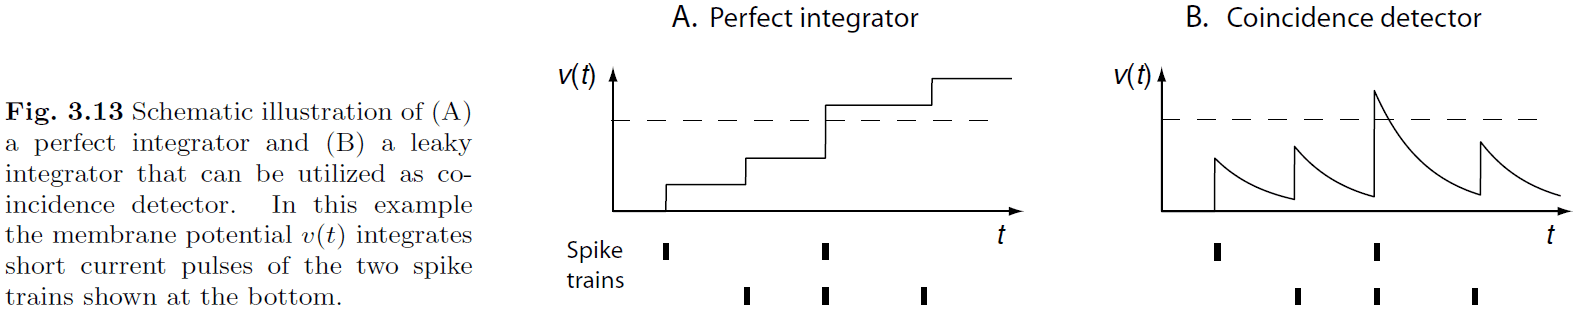 Fig. 3.13 Schematic illustration of (A)
a perfect integrator and (B) a leaky
integrator that can be utilized as co-
incidence detector. In this example
the membrane potential v(t) integrates
short current pulses of the two spike
trains shown at the bottom.
A. Perfect integrator
v(t)
t
Spike
trains
B. Coincidence detector
v(t)
t